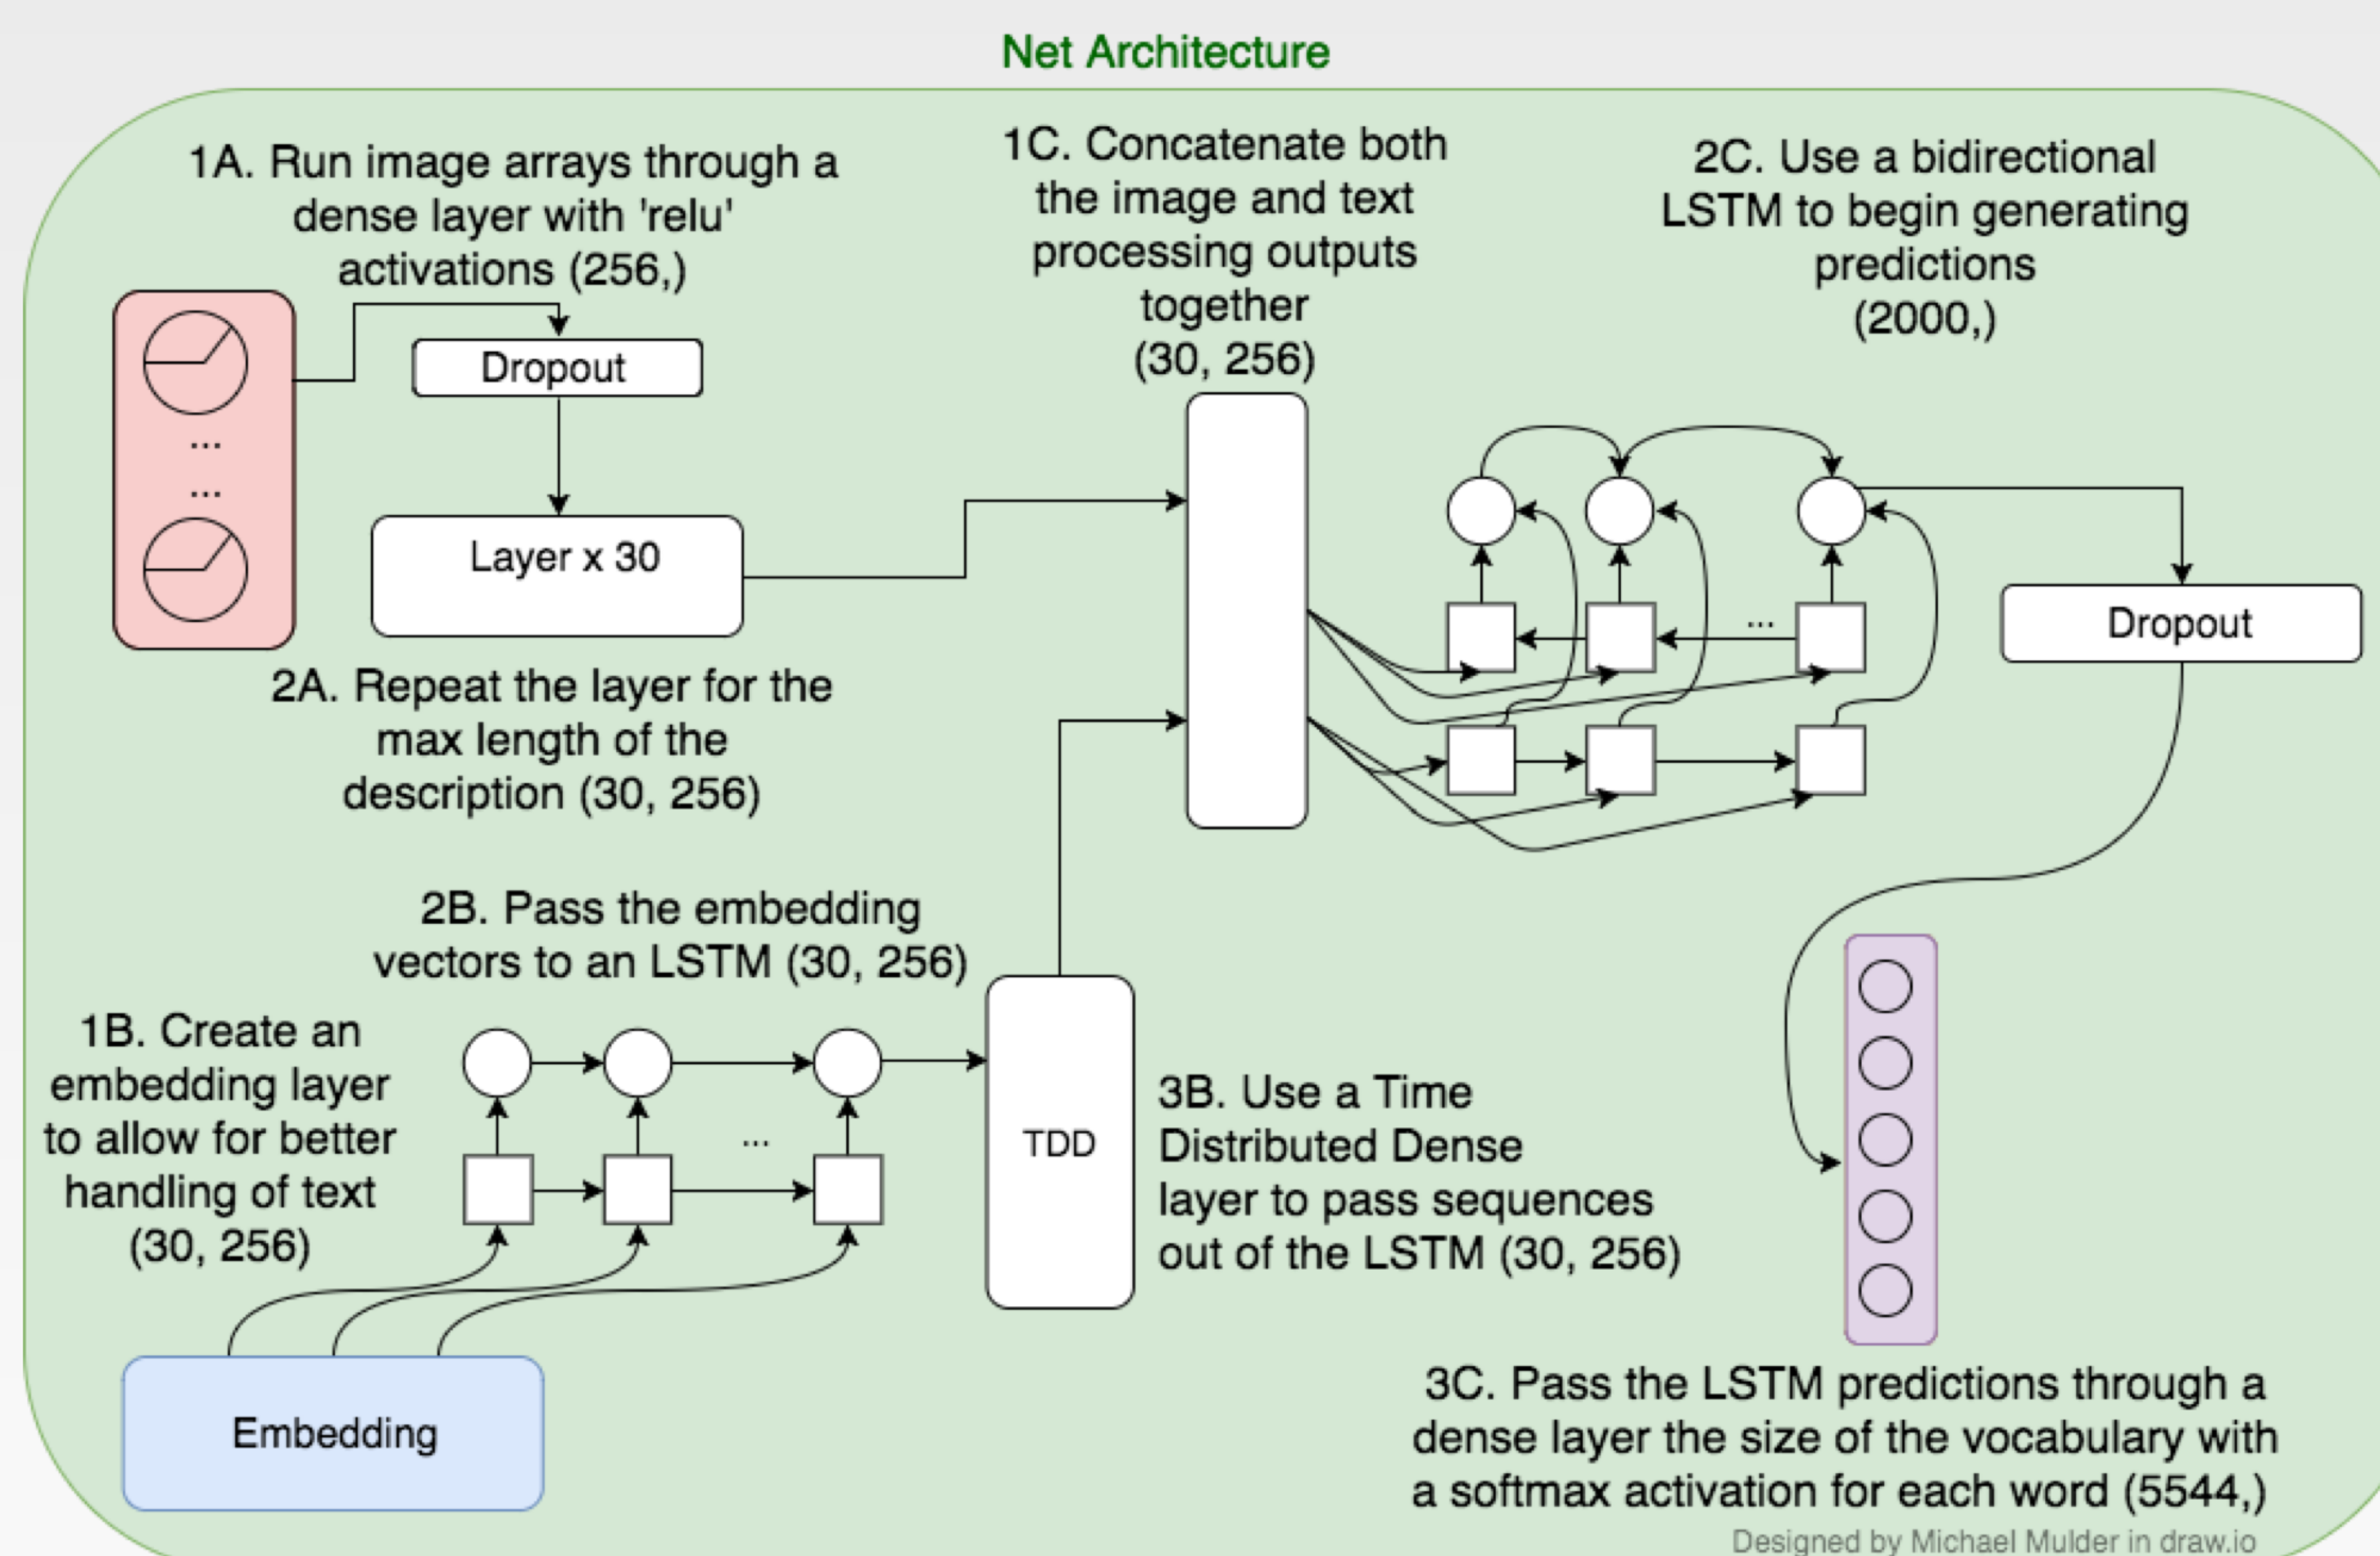 Net Architecture
1A. Run image arrays through a
dense layer with 'relu'
activations (256,)
...
...
Dropout
Layer x 30
2A. Repeat the layer for the
max length of the
description (30, 256)
1B. Create an
embedding layer
to allow for better
handling of text
(30, 256)
Embedding
2B. Pass the embedding
vectors to an LSTM (30, 256)
...
TDD
3B. Use a Time
Distributed Dense
layer to pass sequences
out of the LSTM (30, 256)
1C. Concatenate both
the image and text
processing outputs
together
(30, 256)
2C. Use a bidirectional
LSTM to begin generating
predictions
(2000,)
...
Dropout
3C. Pass the LSTM predictions through a
dense layer the size of the vocabulary with
a softmax activation for each word (5544,)
Designed by Michael Mulder in draw.io